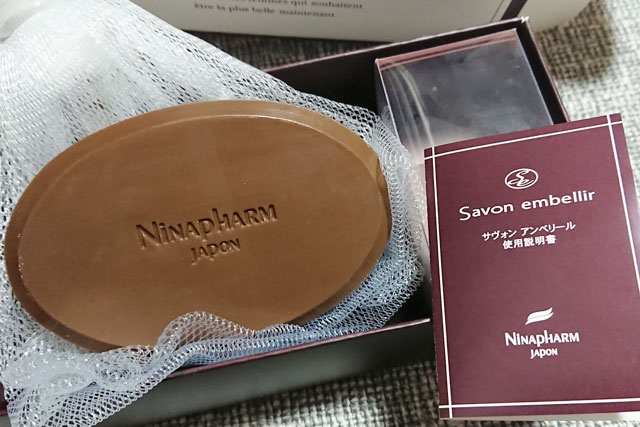 qui souhaitent
être la plus belle maintenant.
NINAPHARM
JAPON
Savon embellir
サヴォン アンベリール
使用説明書
NINAPHARM
JAPON